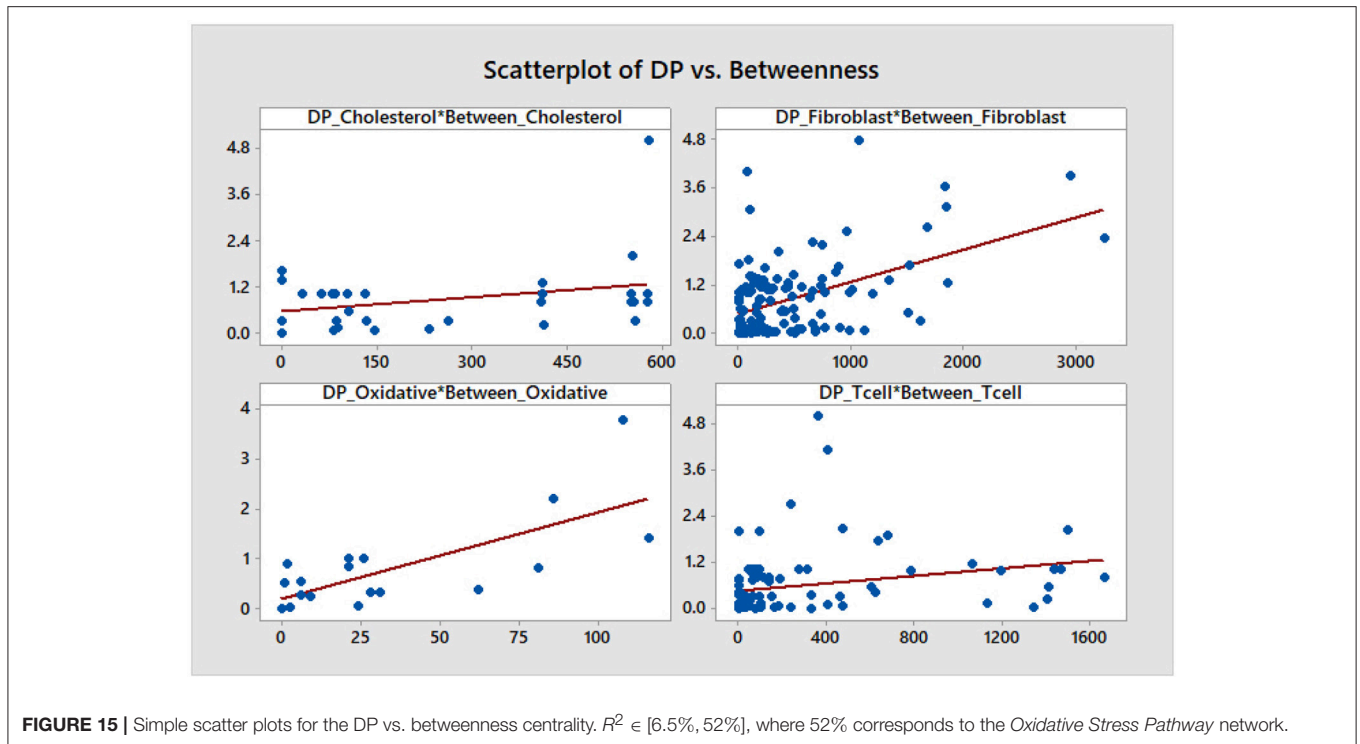 Scatterplot of DP vs. Betweenness
DP_Cholesterol*Between_Cholesterol
4.8
3.6
2.4
1.2
0.0
0 150 300 450 600
DP_Fibroblast*Between_Fibroblast
4.8
3.6
2.4
1.2
0.0
0 1000 2000 3000
DP_Oxidative*Between_Oxidative
4
3
2
1
0
0 25 50 75 100
DP_Tcell*Between_Tcell
4.8
3.6
2.4
1.2
0.0
0 400 800 1200 1600
FIGURE 15 | Simple scatter plots for the DP vs. betweenness centrality. R² ∈ [6.5%, 52%], where 52% corresponds to the Oxidative Stress Pathway network.